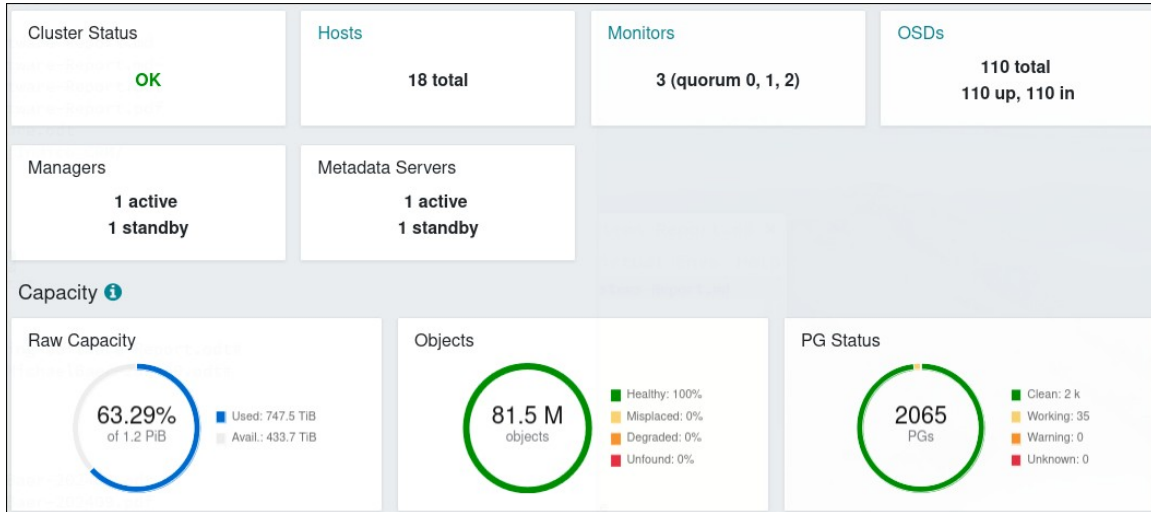 Cluster Status
OK
Hosts
18 total
Monitors
3 (quorum 0, 1, 2)
OSDs
110 total
110 up, 110 in
Managers
1 active
1 standby
Metadata Servers
1 active
1 standby
Capacity
Raw Capacity
63.29%
of 1.2 PiB
Used: 747.5 TiB
Avail.: 433.7 TiB
Objects
81.5 M
objects
Healthy: 100%
Misplaced: 0%
Degraded: 0%
Unfound: 0%
PG Status
2065
PGs
Clean: 2 k
Working: 35
Warning: 0
Unknown: 0